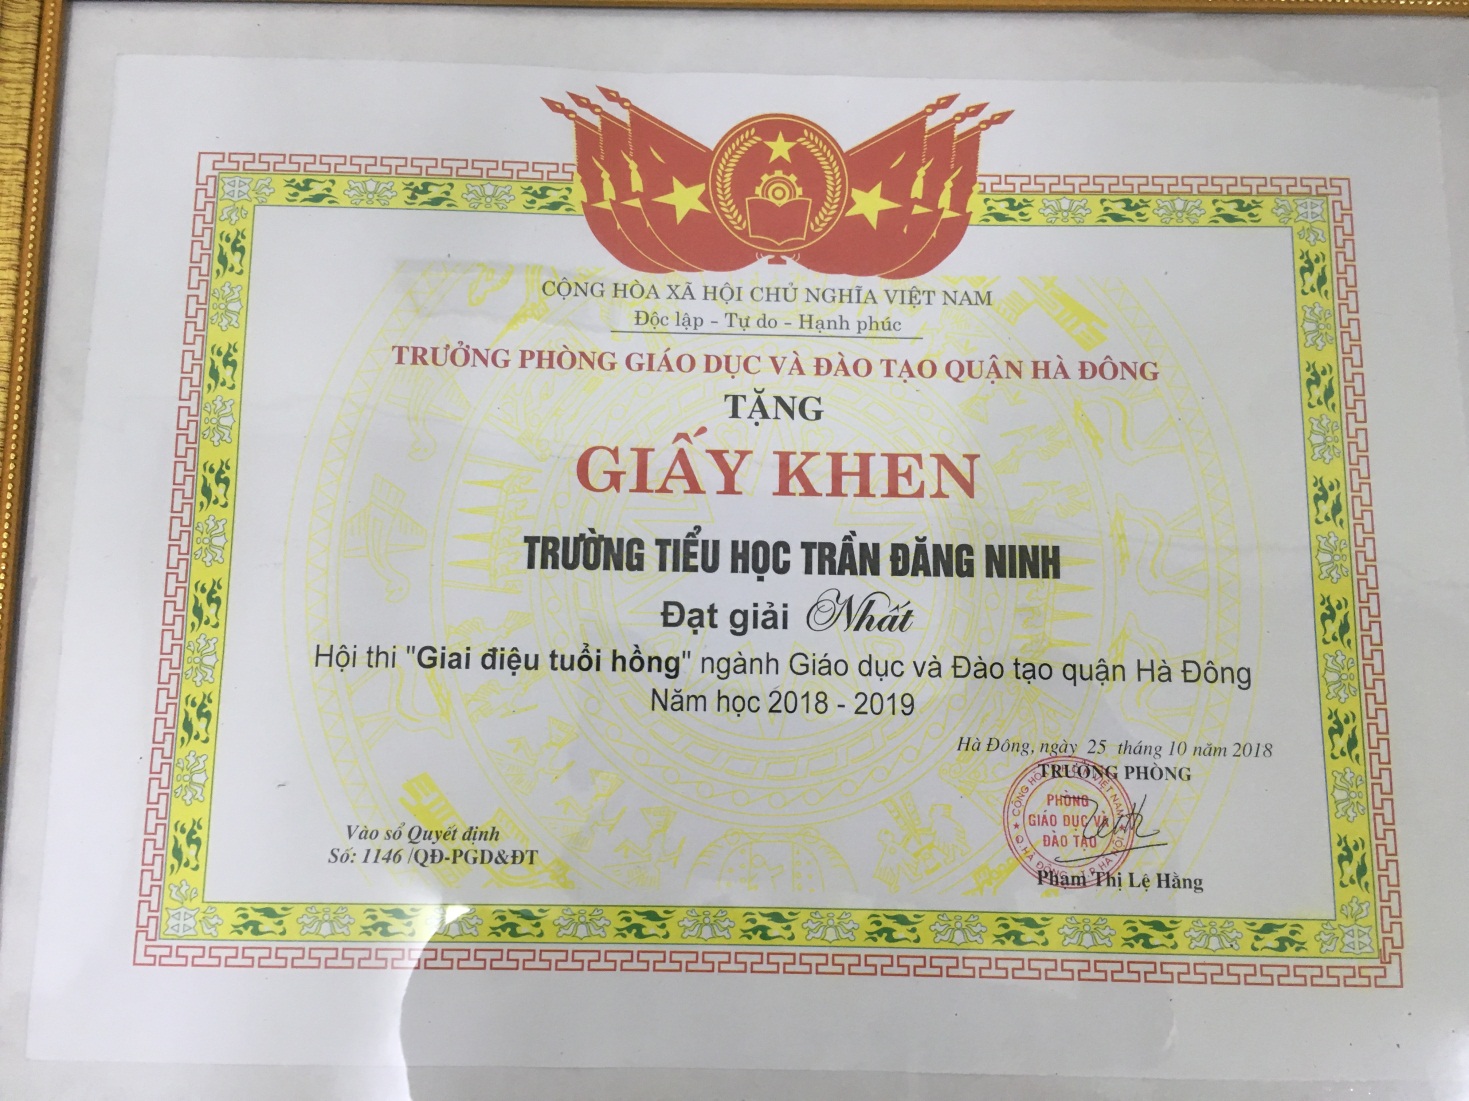 CỘNG HÒA XÃ HỘI CHỦ NGHĨA VIỆT NAM
Độc lập - Tự do - Hạnh phúc
TRƯỞNG PHÒNG GIÁO DỤC VÀ ĐÀO TẠO QUẬN HÀ ĐÔNG
TẶNG
GIẤY KHEN
TRƯỜNG TIỂU HỌC TRẦN ĐĂNG NINH
Đạt giải Nhất
Hội thi "Giai điệu tuổi hồng" ngành Giáo dục và Đào tạo quận Hà Đông
Năm học 2018 - 2019
Hà Đông, ngày 25 tháng 10 năm 2018
TRƯỞNG PHÒNG
PHÒNG
GIÁO DỤC VÀ
ĐÀO TẠO
Phạm Thị Lệ Hằng
Vào sổ Quyết định
Số: 1146 /QĐ-PGD&ĐT